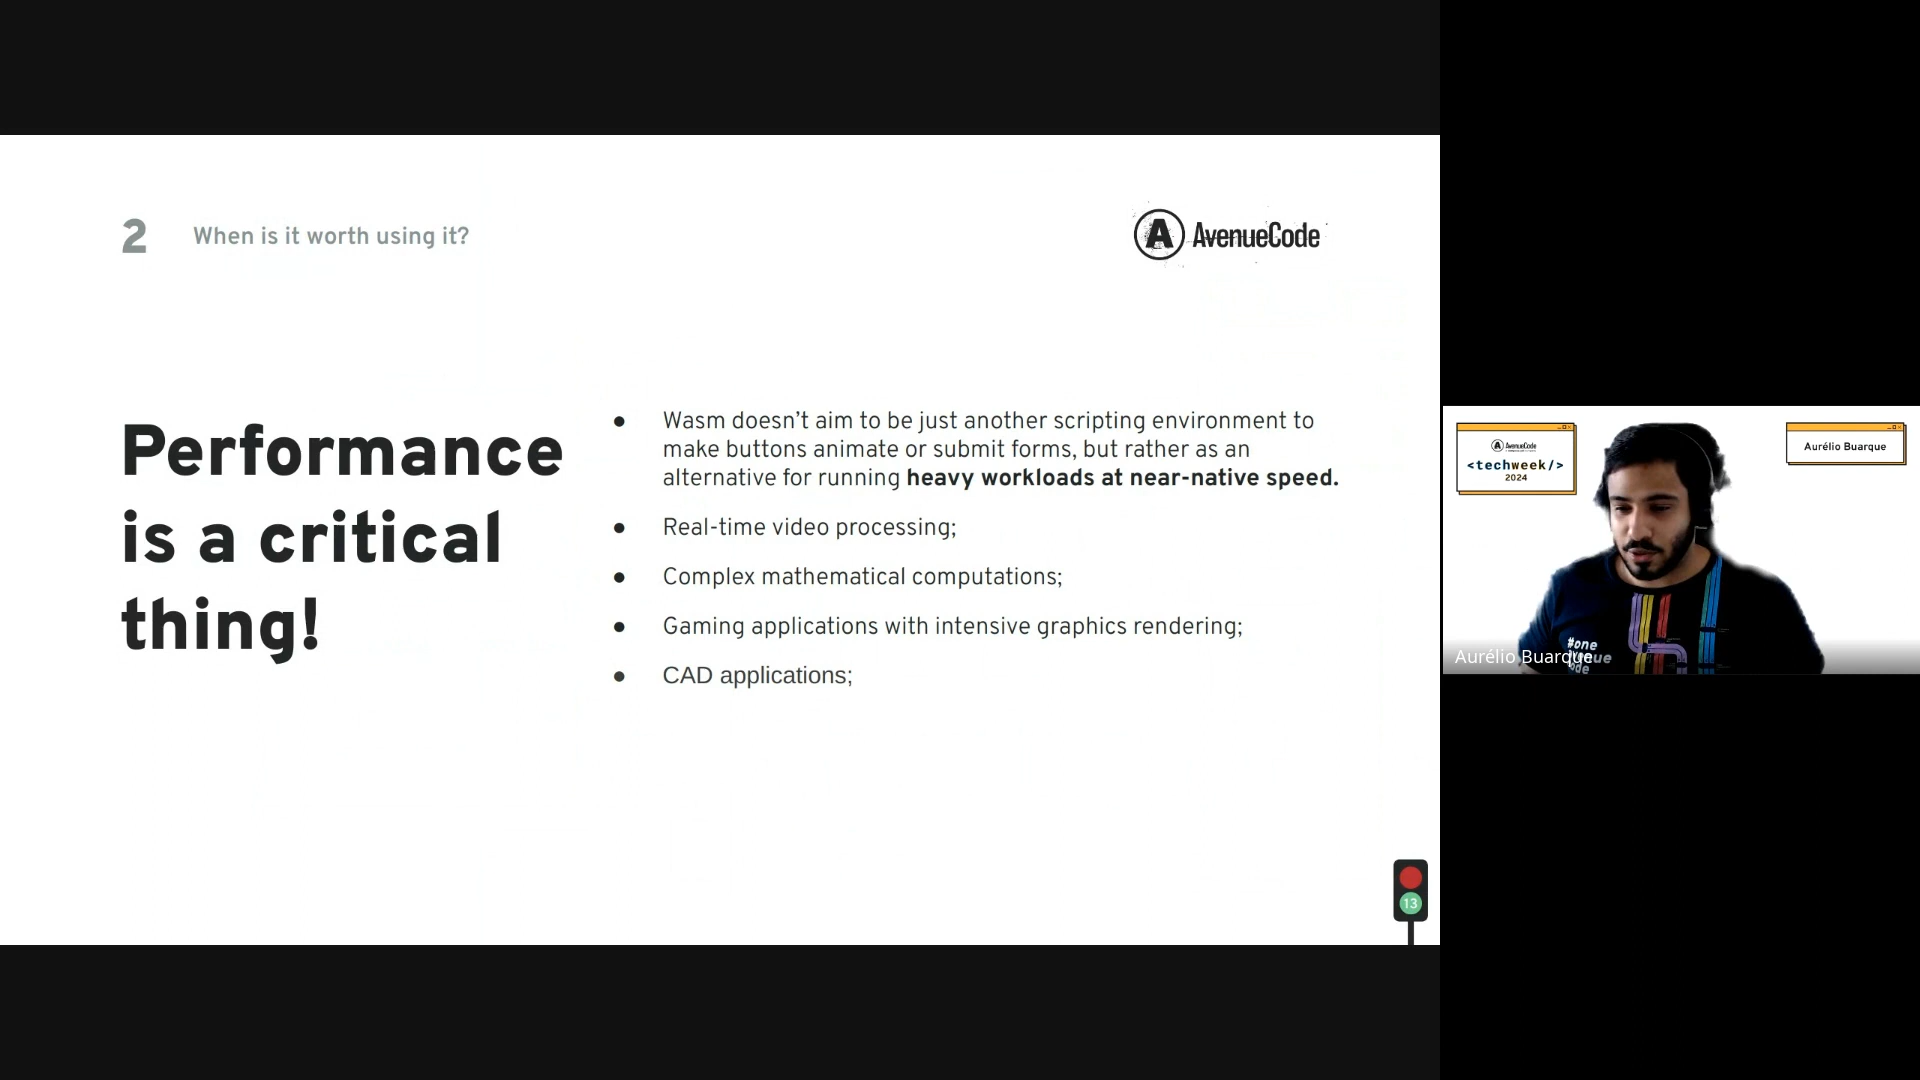 2 When is it worth using it?
A AvenueCode
Performance
is a critical
thing!
● Wasm doesn’t aim to be just another scripting environment to
make buttons animate or submit forms, but rather as an
alternative for running heavy workloads at near-native speed.
● Real-time video processing;
● Complex mathematical computations;
● Gaming applications with intensive graphics rendering;
● CAD applications;
13
A AvenueCode
<techweek/>
2024
Aurélio Buarque
#one
code
Aurélio Buarque